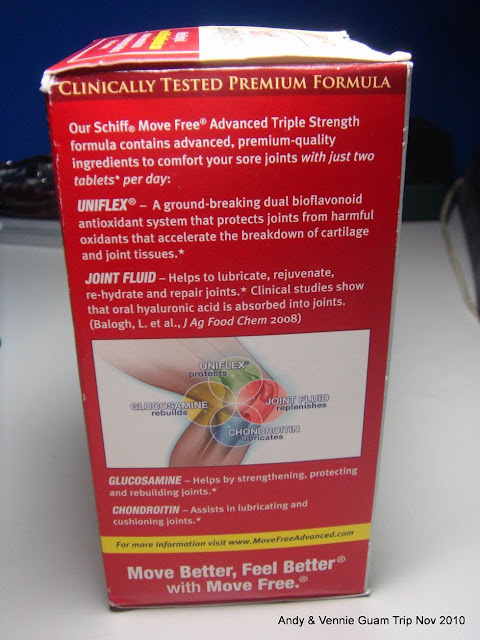 CLINICALLY TESTED PREMIUM FORMULA
Our Schiff® Move Free® Advanced Triple Strength
formula contains advanced, premium-quality
ingredients to comfort your sore joints with just two
tablets* per day:
UNIFLEX® – A ground-breaking dual bioflavonoid
antioxidant system that protects joints from harmful
oxidants that accelerate the breakdown of cartilage
and joint tissues.*
JOINT FLUID – Helps to lubricate, rejuvenate,
re-hydrate and repair joints.* Clinical studies show
that oral hyaluronic acid is absorbed into joints.
(Balogh, L. et al., J Ag Food Chem 2008)
UNIFLEX®
protects
GLUCOSAMINE
rebuilds
JOINT FLUID
replenishes
CHONDROITIN
lubricates
GLUCOSAMINE – Helps by strengthening, protecting
and rebuilding joints.*
CHONDROITIN – Assists in lubricating and
cushioning joints.*
For more information visit www.MoveFreeAdvanced.com
Move Better, Feel Better®
with Move Free.®
Andy & Vennie Guam Trip Nov 2010